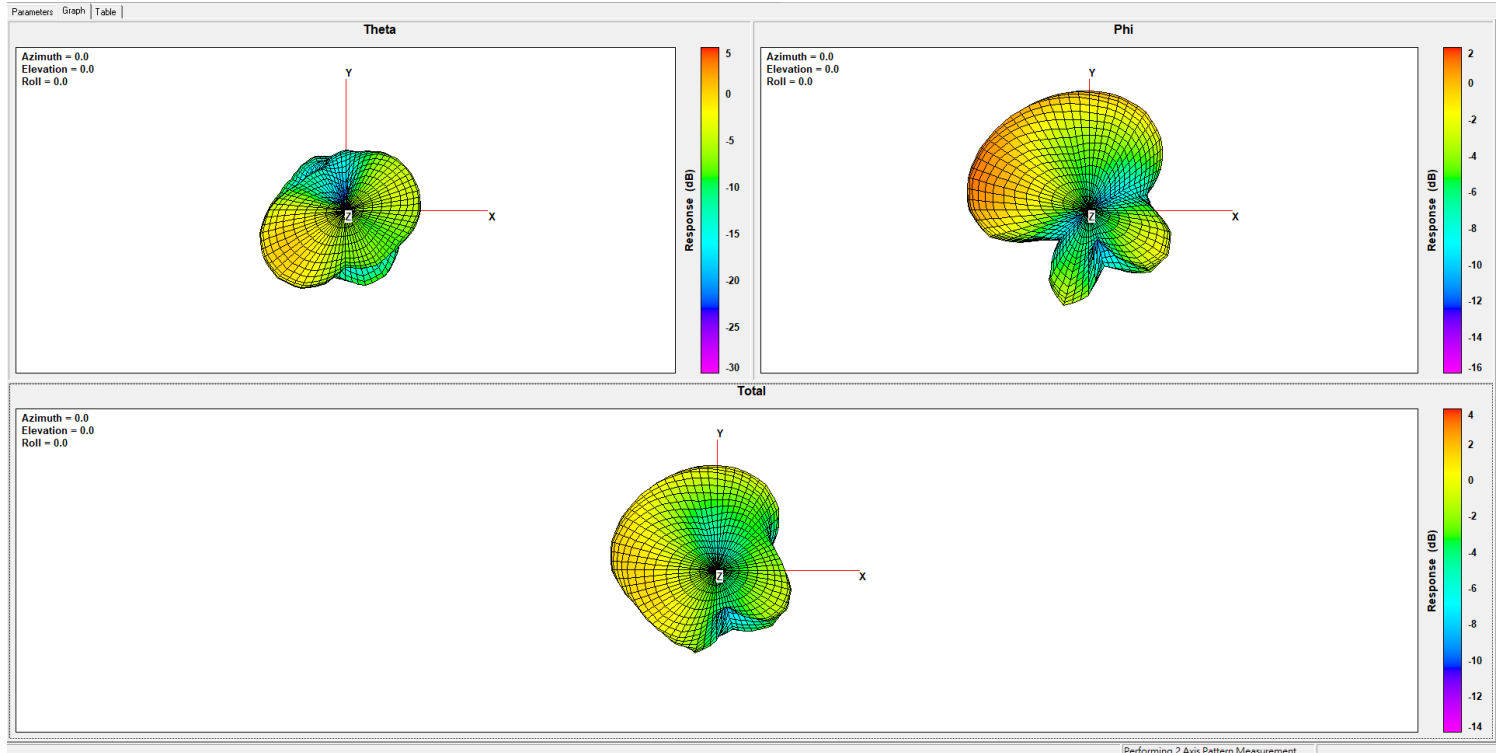 Parameters Graph Table
Theta
Azimuth = 0.0
Elevation = 0.0
Roll = 0.0
Y
X
Z
Response (dB)
5
0
-5
-10
-15
-20
-25
-30
Phi
Azimuth = 0.0
Elevation = 0.0
Roll = 0.0
Y
X
Z
Response (dB)
2
0
-2
-4
-6
-8
-10
-12
-14
-16
Total
Azimuth = 0.0
Elevation = 0.0
Roll = 0.0
Y
X
Z
Response (dB)
4
2
0
-2
-4
-6
-8
-10
-12
-14
Performing 2 Axis Pattern Measurement